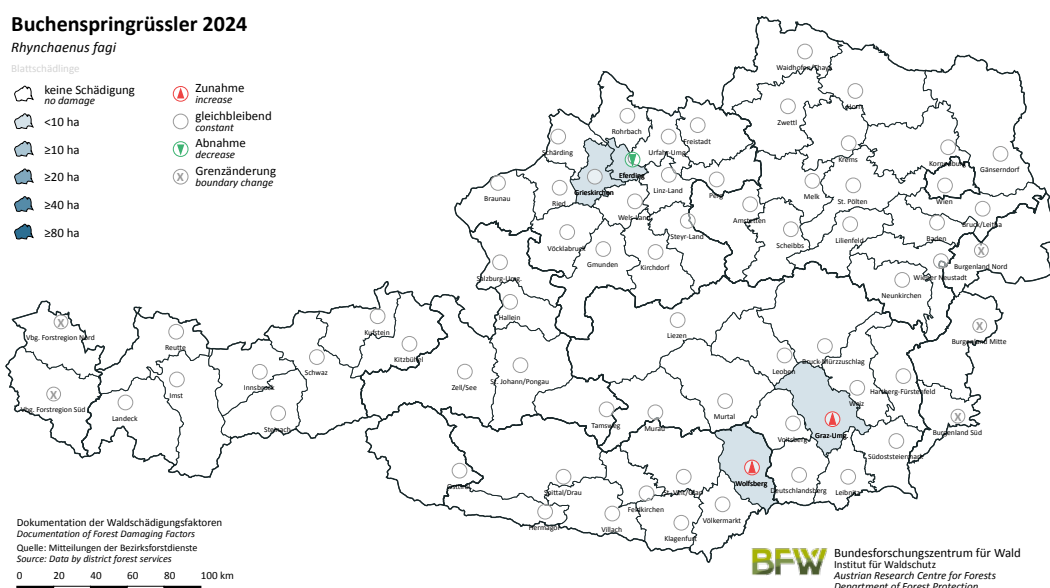 Buchenspringrüssler 2024
Rhynchaenus fagi
Blattschädlinge
keine Schädigung
no damage
<10 ha
≥10 ha
≥20 ha
≥40 ha
≥80 ha
Zunahme
increase
gleichbleibend
constant
Abnahme
decrease
Grenzänderung
boundary change
Waidhofen/Thaya
Horn
Zwettl
Rohrbach
Freistadt
Schärding
Urfahr-Umg.
Krems
Korneuburg
Gänserndorf
Eferding
Grieskirchen
Linz-Land
Perg
Braunau
Ried
Wels-Land
Melk
St. Pölten
Wien
Amstetten
Steyr-Land
Bruck/Leitha
Baden
Lilienfeld
Scheibbs
Vöcklabruck
Gmunden
Kirchdorf
Burgenland Nord
Wiener Neustadt
Salzburg-Umg.
Neunkirchen
Hallein
Liezen
Vbg. Forstregion Nord
Reutte
Kufstein
Kitzbühel
Burgenland Mitte
Bruck-Mürzzuschlag
Leoben
Schwaz
Innsbruck
Imst
Zell/See
St. Johann/Pongau
Hartberg-Fürstenfeld
Weiz
Vbg. Forstregion Süd
Landeck
Steinach
Tamsweg
Murau
Murtal
Voitsberg
Graz-Umg.
Burgenland Süd
Südoststeiermark
Osttirol
Spittal/Drau
St. Veit/Glan
Wolfsberg
Deutschlandsberg
Leibnitz
Hermagor
Villach
Feldkirchen
Klagenfurt
Völkermarkt
Dokumentation der Waldschädigungsfaktoren
Documentation of Forest Damaging Factors
Quelle: Mitteilungen der Bezirksforstdienste
Source: Data by district forest services
0 20 40 60 80 100 km
BFW
Bundesforschungszentrum für Wald
Institut für Waldschutz
Austrian Research Centre for Forests
Department of Forest Protection